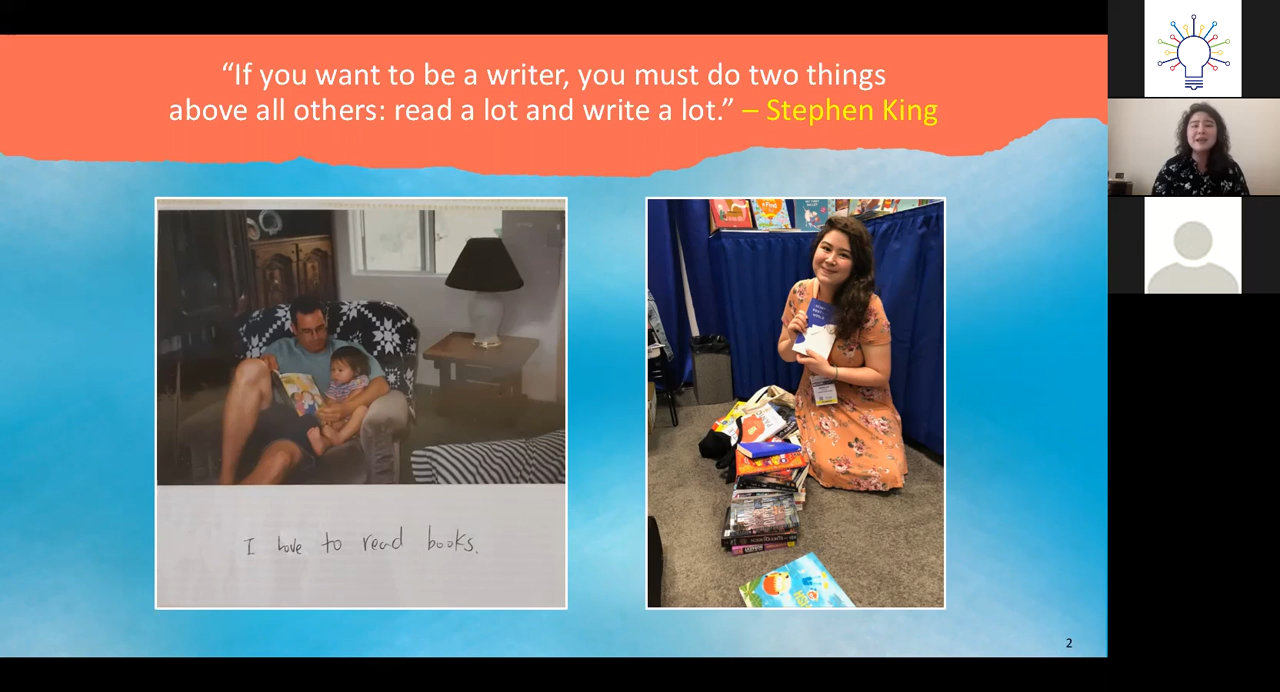 “If you want to be a writer, you must do two things
above all others: read a lot and write a lot.” – Stephen King
I love to read books.
2